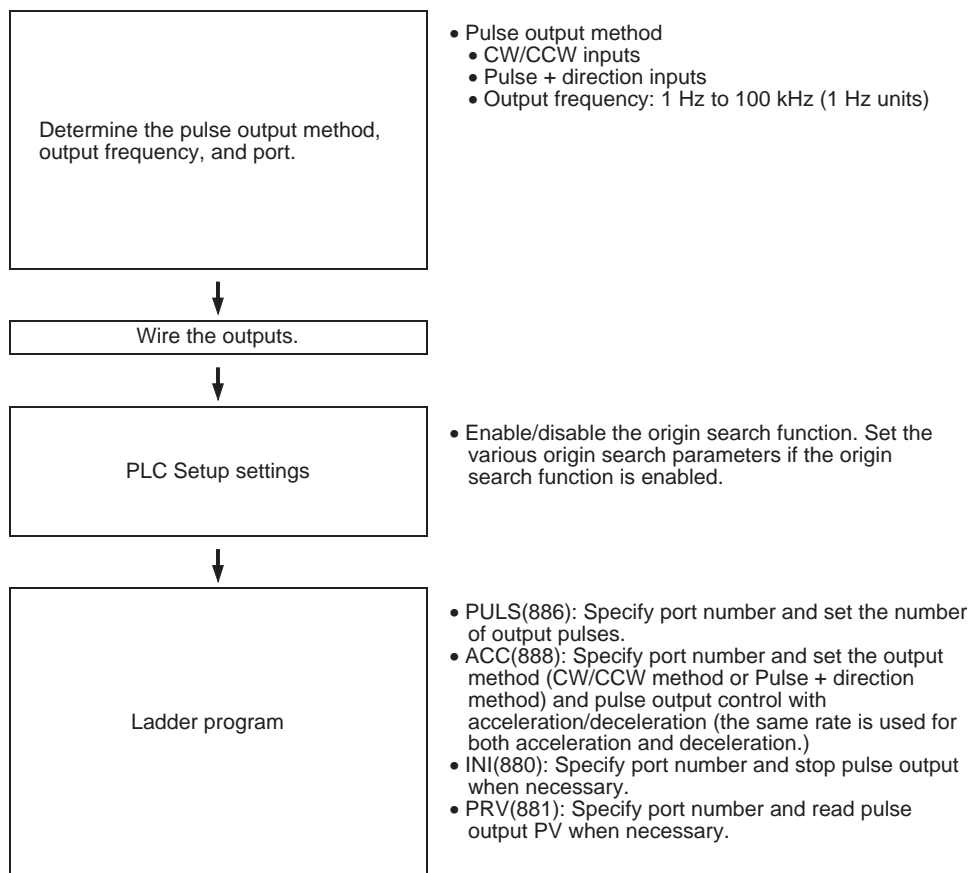 Determine the pulse output method,
output frequency, and port.
• Pulse output method
• CW/CCW inputs
• Pulse + direction inputs
• Output frequency: 1 Hz to 100 kHz (1 Hz units)
Wire the outputs.
PLC Setup settings
• Enable/disable the origin search function. Set the
various origin search parameters if the origin
search function is enabled.
Ladder program
• PULS(886): Specify port number and set the number
of output pulses.
• ACC(888): Specify port number and set the output
method (CW/CCW method or Pulse + direction
method) and pulse output control with
acceleration/deceleration (the same rate is used for
both acceleration and deceleration.)
• INI(880): Specify port number and stop pulse output
when necessary.
• PRV(881): Specify port number and read pulse
output PV when necessary.